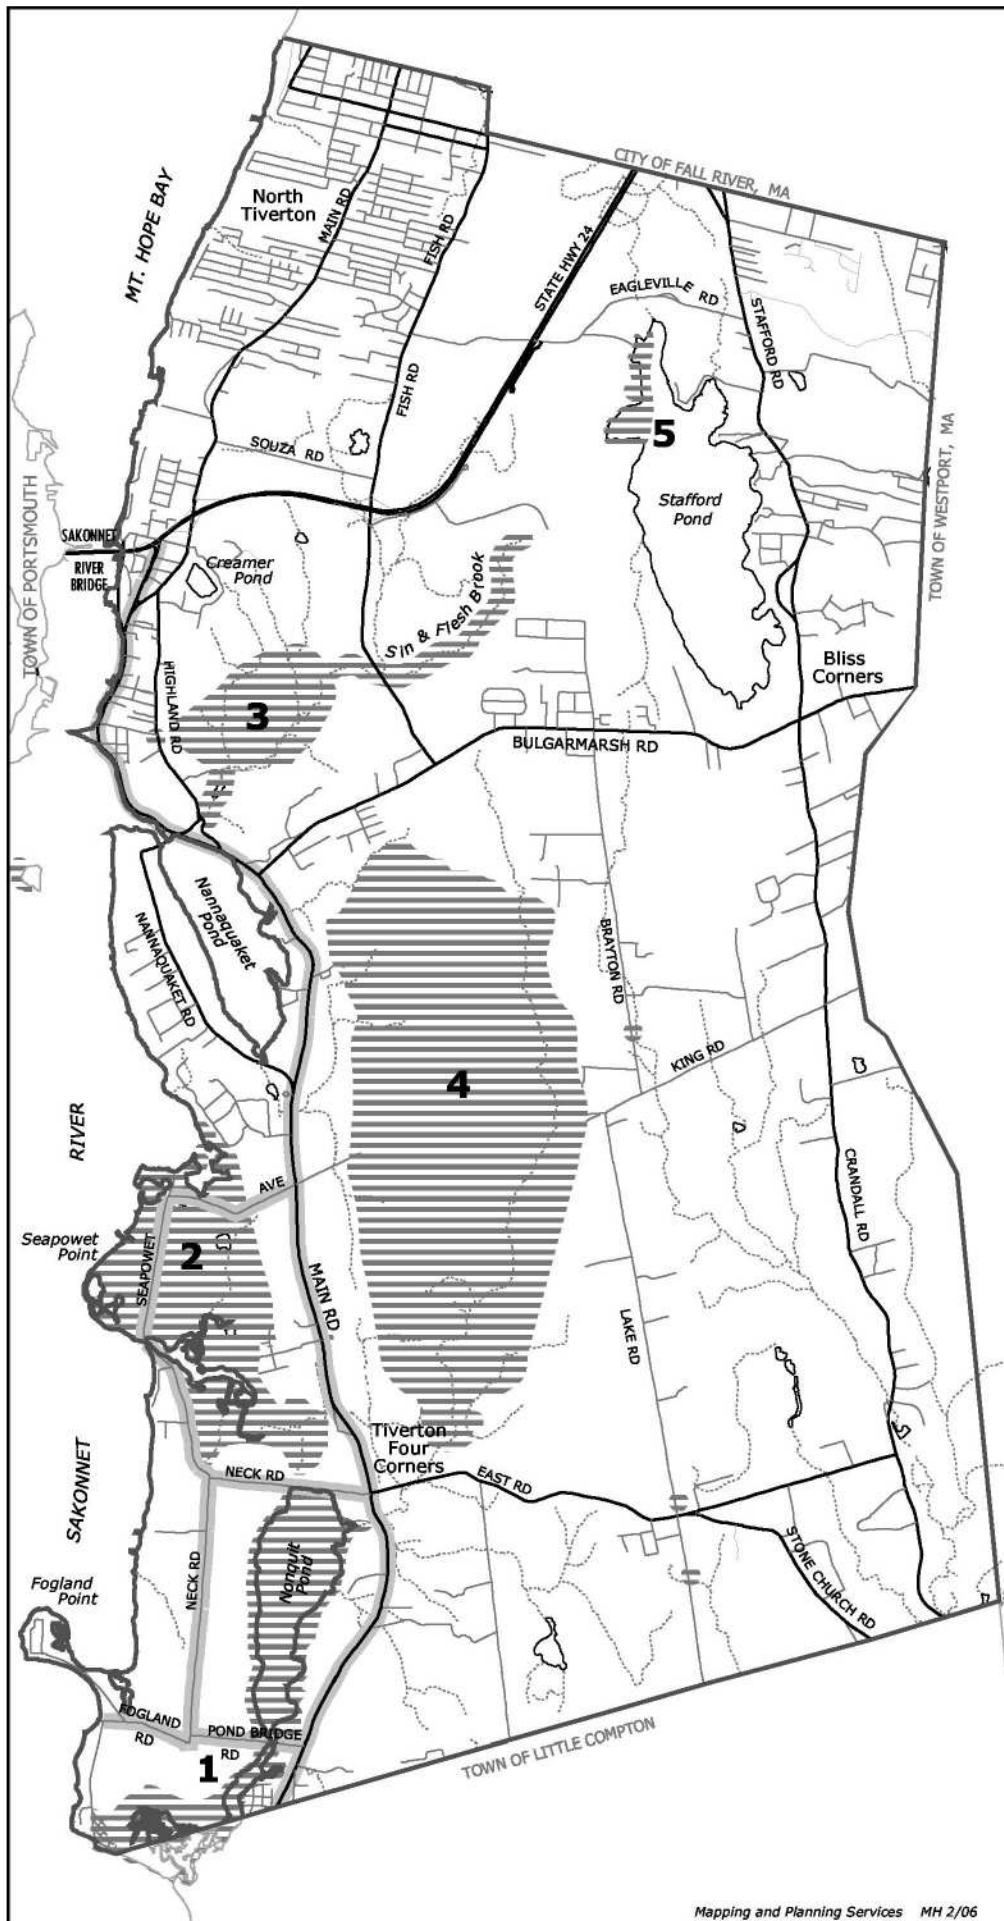 CITY OF FALL RIVER, MA
MT. HOPE BAY
North
Tiverton
MAIN RD
FISH RD
STATE HWY 24
EAGLEVILLE RD
STAFFORD RD
FISH RD
SOUZA RD
5
Stafford
Pond
TOWN OF WESTPORT, MA
TOWN OF PORTSMOUTH
SAKONNET
RIVER
BRIDGE
Creamer
Pond
Sin & Flesh Brook
HIGHLAND RD
3
Bliss
Corners
BULGARMARSH RD
Nannaquaket
Pond
NANNAQUAKET RD
BRAYTON RD
KING RD
4
RIVER
AVE
Seapowet
Point
2
SEAPOWET
MAIN RD
CRANDALL RD
LAKE RD
Tiverton
Four
Corners
SAKONNET
NECK RD
EAST RD
NECK RD
Nonquit
Pond
STONE CHURCH RD
Fogland
Point
FOGLAND
RD
POND BRIDGE
RD
1
TOWN OF LITTLE COMPTON
Mapping and Planning Services MH 2/06